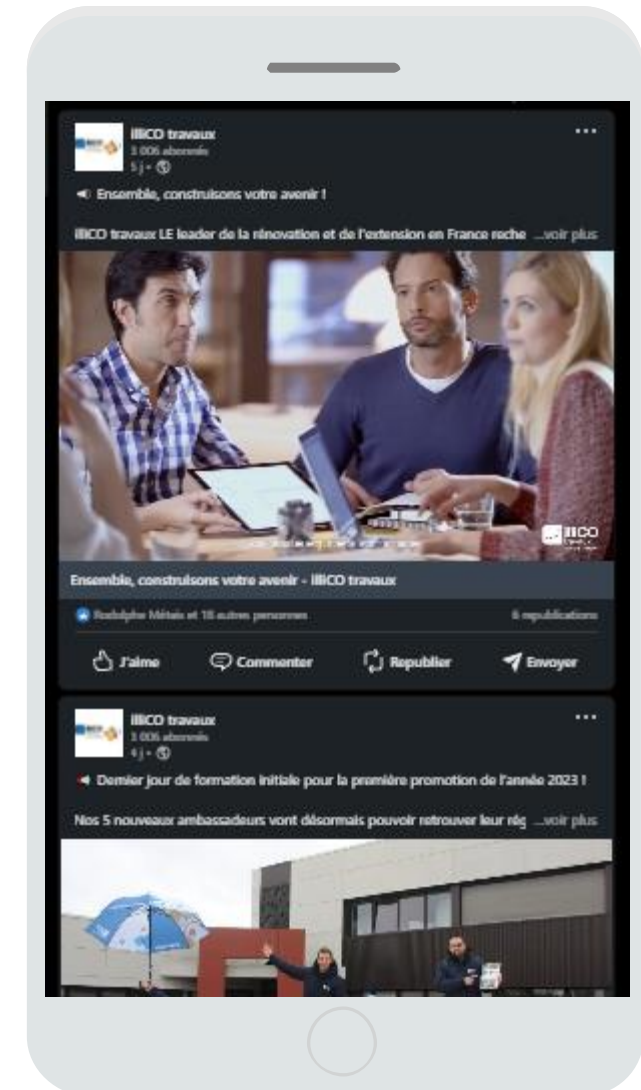 illiCO travaux
3 006 abonnés
5 j •
Ensemble, construisons votre avenir !
illiCO travaux LE leader de la rénovation et de l'extension en France reche ...voir plus
illiCO
travaux
Ensemble, construisons votre avenir - illiCO travaux
Rodolphe Métais et 18 autres personnes
6 republications
J'aime
Commenter
Republier
Envoyer
illiCO travaux
3 006 abonnés
4 j •
Dernier jour de formation initiale pour la première promotion de l'année 2023 !
Nos 5 nouveaux ambassadeurs vont désormais pouvoir retrouver leur rég ...voir plus